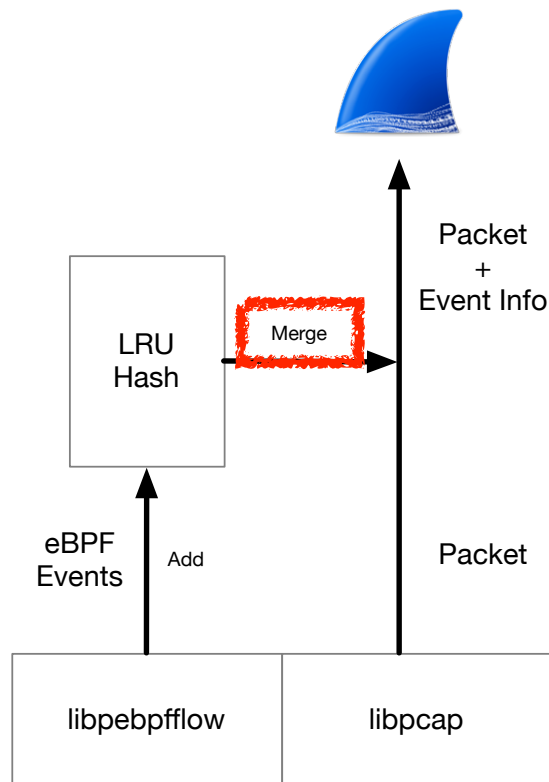 Packet
+
Event Info
LRU
Hash
Merge
eBPF
Events
Add
Packet
libpebpfflow
libpcap